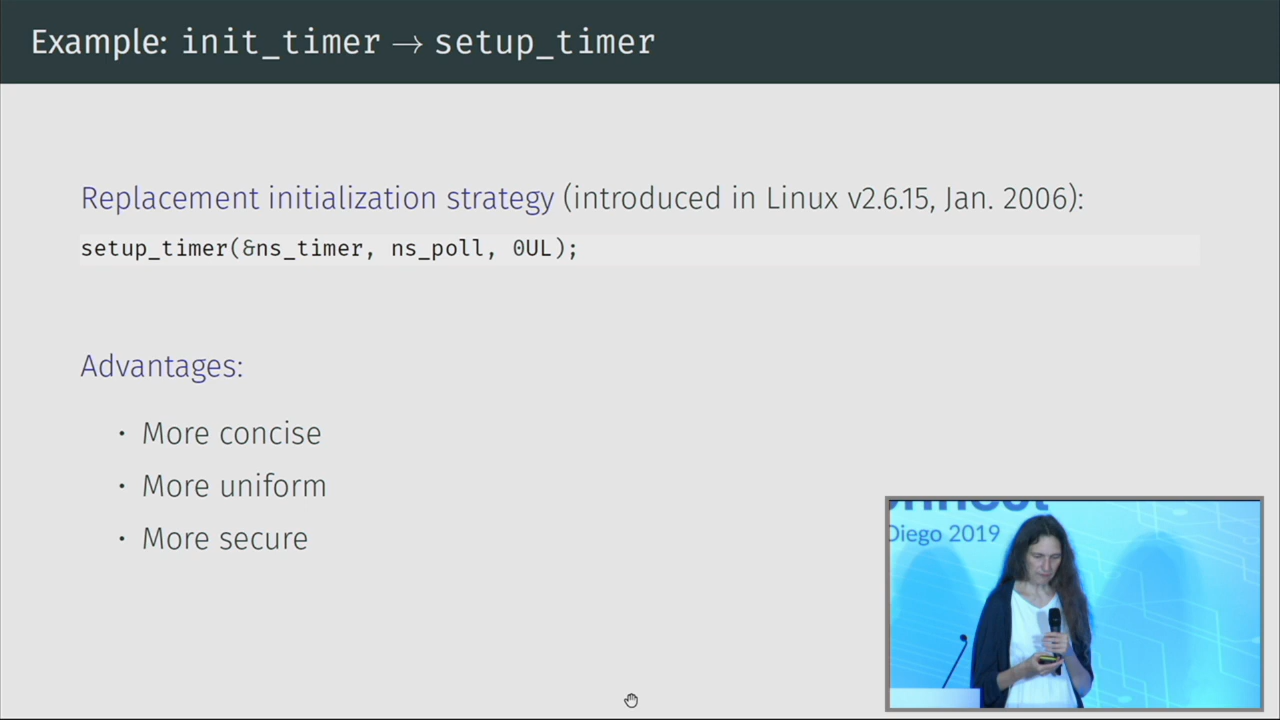 Example: init_timer → setup_timer
Replacement initialization strategy (introduced in Linux v2.6.15, Jan. 2006):
setup_timer(&ns_timer, ns_poll, 0UL);
Advantages:
• More concise
• More uniform
• More secure
Diego 2019